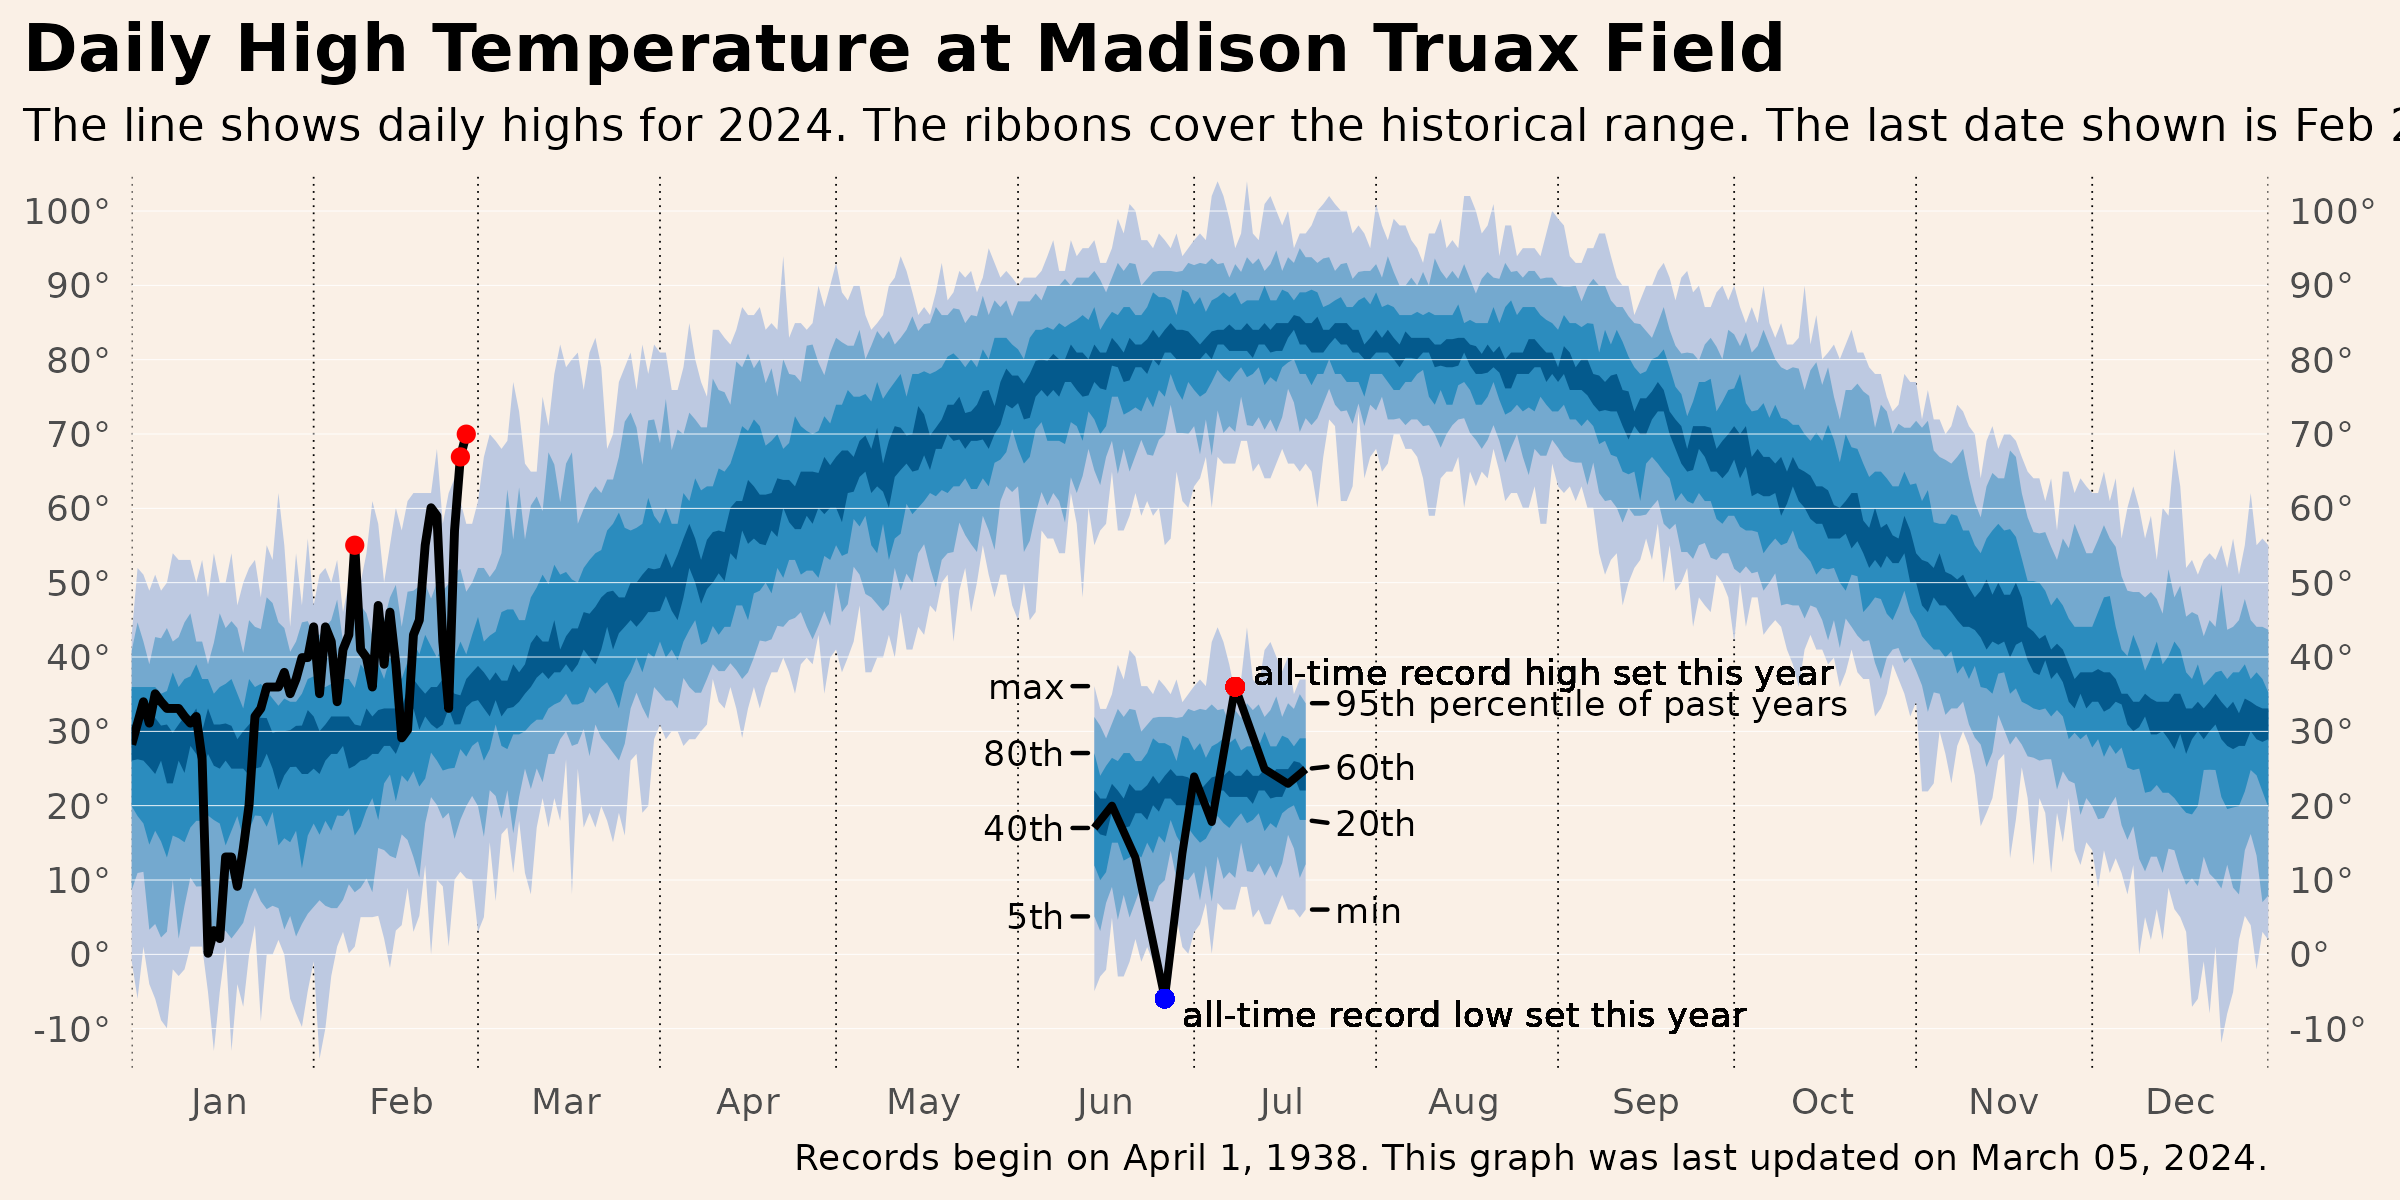 Daily High Temperature at Madison Truax Field
The line shows daily highs for 2024. The ribbons cover the historical range. The last date shown is Feb 2
100° 100°
90° 90°
80° 80°
70° 70°
60° 60°
50° 50°
40° 40°
all-time record high set this year
max
95th percentile of past years
30° 30°
80th
60th
20° 20°
40th
20th
10° 10°
5th
min
0° 0°
all-time record low set this year
-10° -10°
Jan Feb Mar Apr May Jun Jul Aug Sep Oct Nov Dec
Records begin on April 1, 1938. This graph was last updated on March 05, 2024.